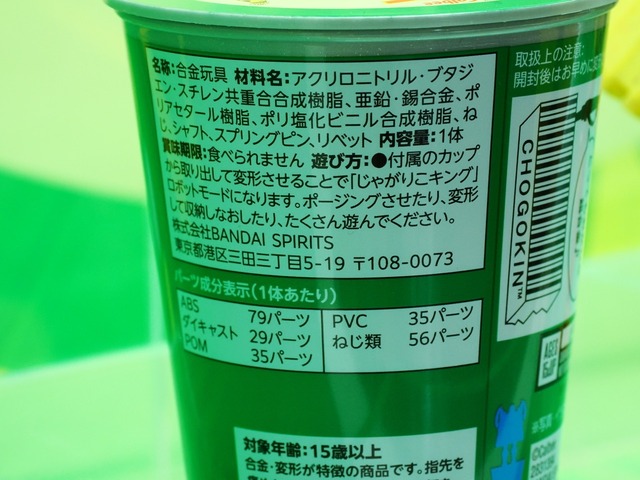 Calbee
名称:合金玩具 材料名:アクリロニトリル・ブタジ
エン・スチレン共重合合成樹脂、亜鉛・錫合金、ポ
リアセタール樹脂、ポリ塩化ビニル合成樹脂、ね
じ、シャフト、スプリングピン、リベット 内容量:1体
賞味期限:食べられません 遊び方:●付属のカップ
から取り出して変形させることで「じゃがりこキング」
ロボットモードになります。ポージングさせたり、変形
して収納しなおしたり、たくさん遊んでください。
株式会社BANDAI SPIRITS
東京都港区三田三丁目5-19 〒108-0073
パーツ成分表示(1体あたり)
ABS 79パーツ
ダイキャスト 29パーツ
POM 35パーツ
PVC 35パーツ
ねじ類 56パーツ
対象年齢:15歳以上
合金・変形が特徴の商品です。指先を
取扱上の注意:
開封後はお早めに
CHOGOKIN™